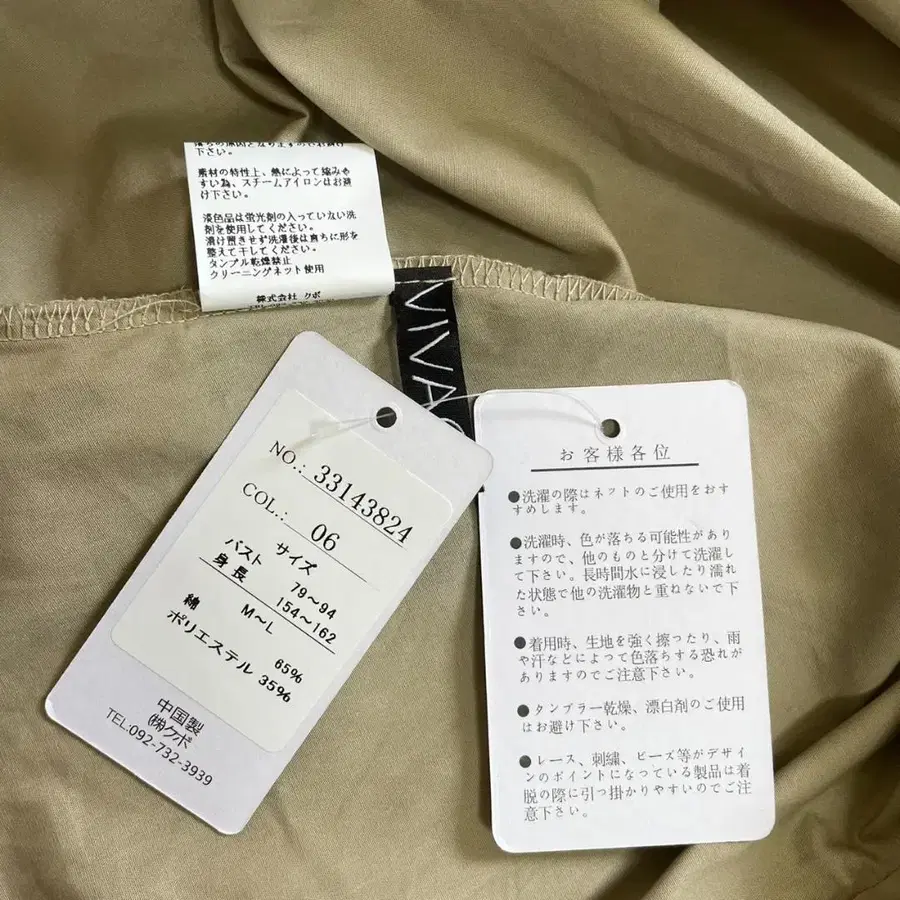 落ちの原因となりますのでお避け
下さい。
素材の特性上、熱によって縮みや
すい為、スチームアイロンはお避
け下さい。
淡色品は蛍光剤の入っていない洗
剤を使用してください。
漬け置きせず洗濯後は直ちに形を
整えて干してください。
タンブル乾燥禁止
クリーニングネット使用
株式会社 クボ
NO.: 33143824
COL.: 06
サイズ
バスト 79～94
身長 154～162
M～L
綿 65%
ポリエステル 35%
中国製
㈱クボ
TEL:092-732-3939
お客様各位
●洗濯の際はネットのご使用をおす
すめします。
●洗濯時、色が落ちる可能性があり
ますので、他のものと分けて洗濯し
て下さい。長時間水に浸したり濡れ
た状態で他の洗濯物と重ねないで下
さい。
●着用時、生地を強く擦ったり、雨
や汗などによって色落ちする恐れが
ありますのでご注意下さい。
●タンブラー乾燥、漂白剤のご使用
はお避け下さい。
●レース、刺繍、ビーズ等がデザイ
ンのポイントになっている製品は着
脱の際に引っ掛かりやすいのでご注
意下さい。